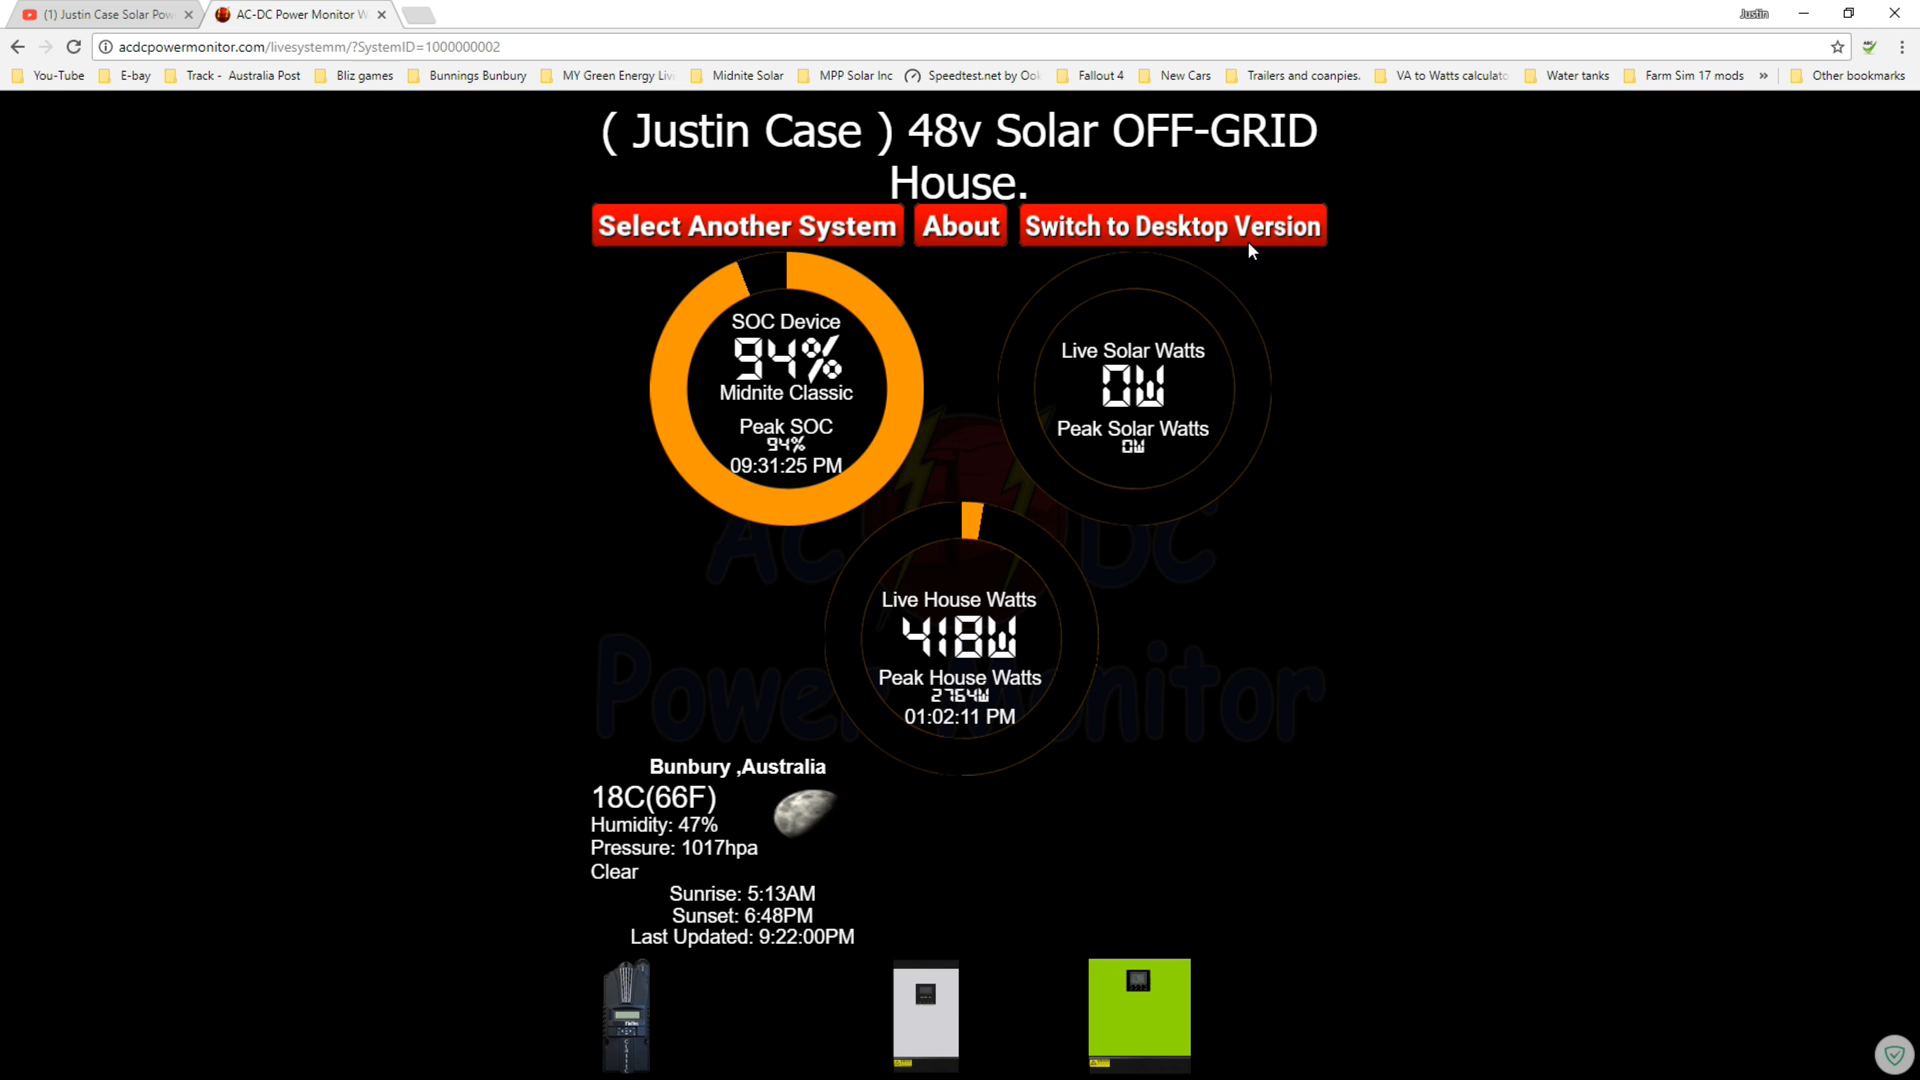 (1) Justin Case Solar Pow
AC-DC Power Monitor W
Justin
acdcpowermonitor.com/livesystemm/?SystemID=1000000002
You-Tube
E-bay
Track - Australia Post
Bliz games
Bunnings Bunbury
MY Green Energy Livi
Midnite Solar
MPP Solar Inc
Speedtest.net by Ook
Fallout 4
New Cars
Trailers and coanpies.
VA to Watts calculato
Water tanks
Farm Sim 17 mods
»
Other bookmarks
( Justin Case ) 48v Solar OFF-GRID
House.
Select Another System
About
Switch to Desktop Version
SOC Device
94%
Midnite Classic
Peak SOC
94%
09:31:25 PM
Live Solar Watts
0W
Peak Solar Watts
0W
AC DC
Power Monitor
Live House Watts
418W
Peak House Watts
2764W
01:02:11 PM
Bunbury ,Australia
18C(66F)
Humidity: 47%
Pressure: 1017hpa
Clear
Sunrise: 5:13AM
Sunset: 6:48PM
Last Updated: 9:22:00PM
CLASSIC